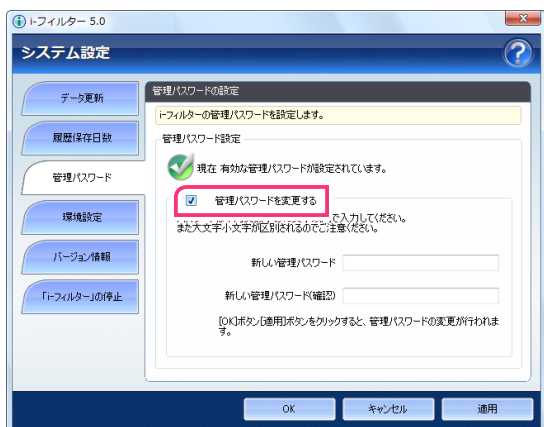 i-フィルター 5.0
システム設定
データ更新
履歴保存日数
管理パスワード
環境設定
バージョン情報
「i-フィルター」の停止
管理パスワードの設定
i-フィルターの管理パスワードを設定します。
管理パスワード設定
現在 有効な管理パスワードが設定されています。
管理パスワードを変更する
で入力してください。
また大文字小文字が区別されるのでご注意ください。
新しい管理パスワード
新しい管理パスワード(確認)
[OK]ボタン[適用]ボタンをクリックすると、管理パスワードの変更が行われま
す。
OK
キャンセル
適用